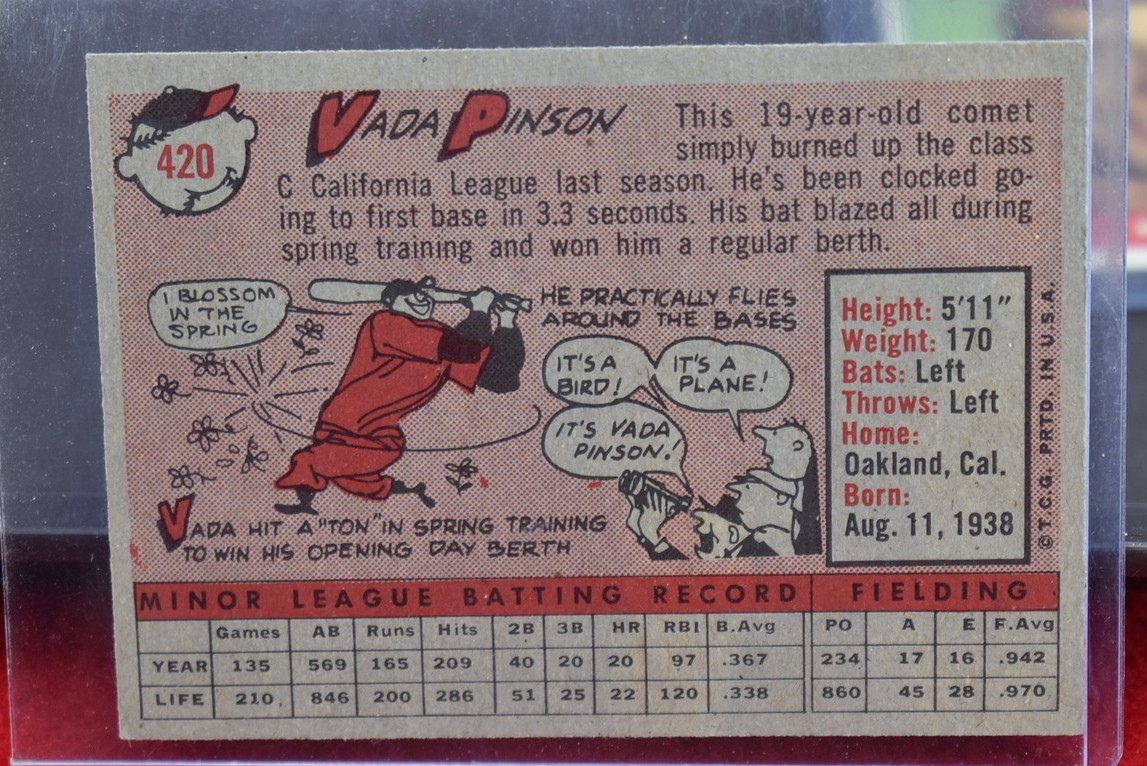 420
VADA PINSON
This 19-year-old comet
simply burned up the class
C California League last season. He's been clocked go-
ing to first base in 3.3 seconds. His bat blazed all during
spring training and won him a regular berth.
I BLOSSOM
IN THE
SPRING
VADA HIT A "TON" IN SPRING TRAINING
TO WIN HIS OPENING DAY BERTH
HE PRACTICALLY FLIES
AROUND THE BASES
IT'S A
BIRD!
IT'S A
PLANE!
IT'S VADA
PINSON!
Height: 5'11"
Weight: 170
Bats: Left
Throws: Left
Home:
Oakland, Cal.
Born:
Aug. 11, 1938
© T.C.G. PRTD. IN U.S.A.
MINOR LEAGUE BATTING RECORD FIELDING
Games AB Runs Hits 2B 3B HR RBI B.Avg PO A E F.Avg
YEAR 135 569 165 209 40 20 20 97 .367 234 17 16 .942
LIFE 210 846 200 286 51 25 22 120 .338 860 45 28 .970